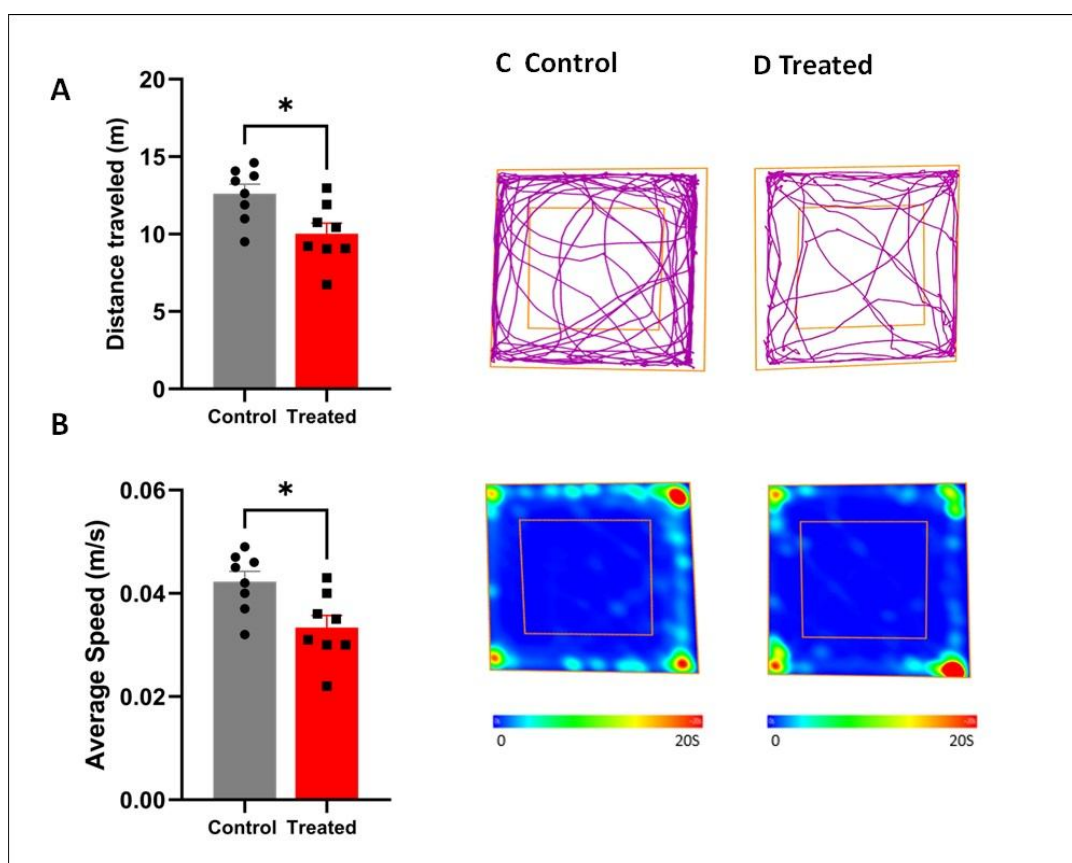 A
Distance traveled (m)
20
15
10
5
0
*
Control Treated
B
Average Speed (m/s)
0.06
0.04
0.02
0.00
*
Control Treated
C Control
D Treated
0 20S
0 20S